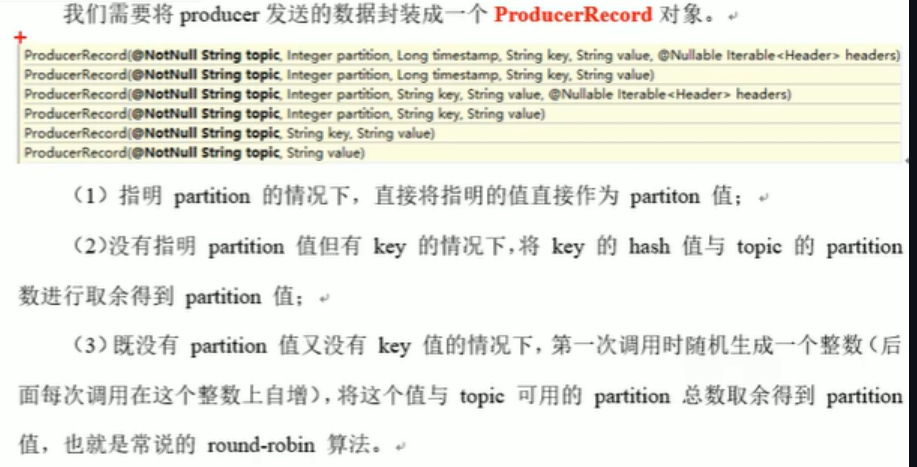 我们需要将 producer 发送的数据封装成一个 ProducerRecord 对象。
ProducerRecord(@NotNull String topic, Integer partition, Long timestamp, String key, String value, @Nullable Iterable<Header> headers)
ProducerRecord(@NotNull String topic, Integer partition, Long timestamp, String key, String value)
ProducerRecord(@NotNull String topic, Integer partition, String key, String value, @Nullable Iterable<Header> headers)
ProducerRecord(@NotNull String topic, Integer partition, String key, String value)
ProducerRecord(@NotNull String topic, String key, String value)
ProducerRecord(@NotNull String topic, String value)
（1）指明 partition 的情况下，直接将指明的值直接作为 partiton 值；
（2）没有指明 partition 值但有 key 的情况下，将 key 的 hash 值与 topic 的 partition
数进行取余得到 partition 值；
（3）既没有 partition 值又没有 key 值的情况下，第一次调用时随机生成一个整数（后
面每次调用在这个整数上自增），将这个值与 topic 可用的 partition 总数取余得到 partition
值，也就是常说的 round-robin 算法。